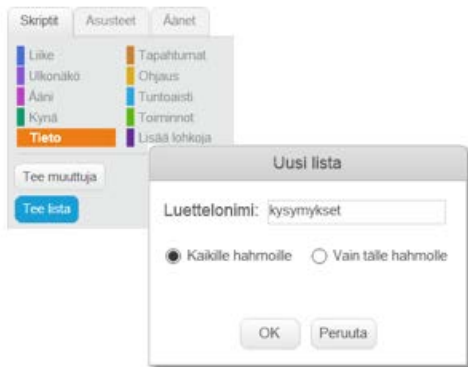 Skriptit Asusteet Äänet
Liike Tapahtumat
Ulkonäkö Ohjaus
Ääni Tuntoaisti
Kynä Toiminnot
Tieto Lisää lohkoja
Tee muuttuja
Tee lista
Uusi lista
Luettelonimi: kysymykset
Kaikille hahmoille Vain tälle hahmolle
OK Peruuta